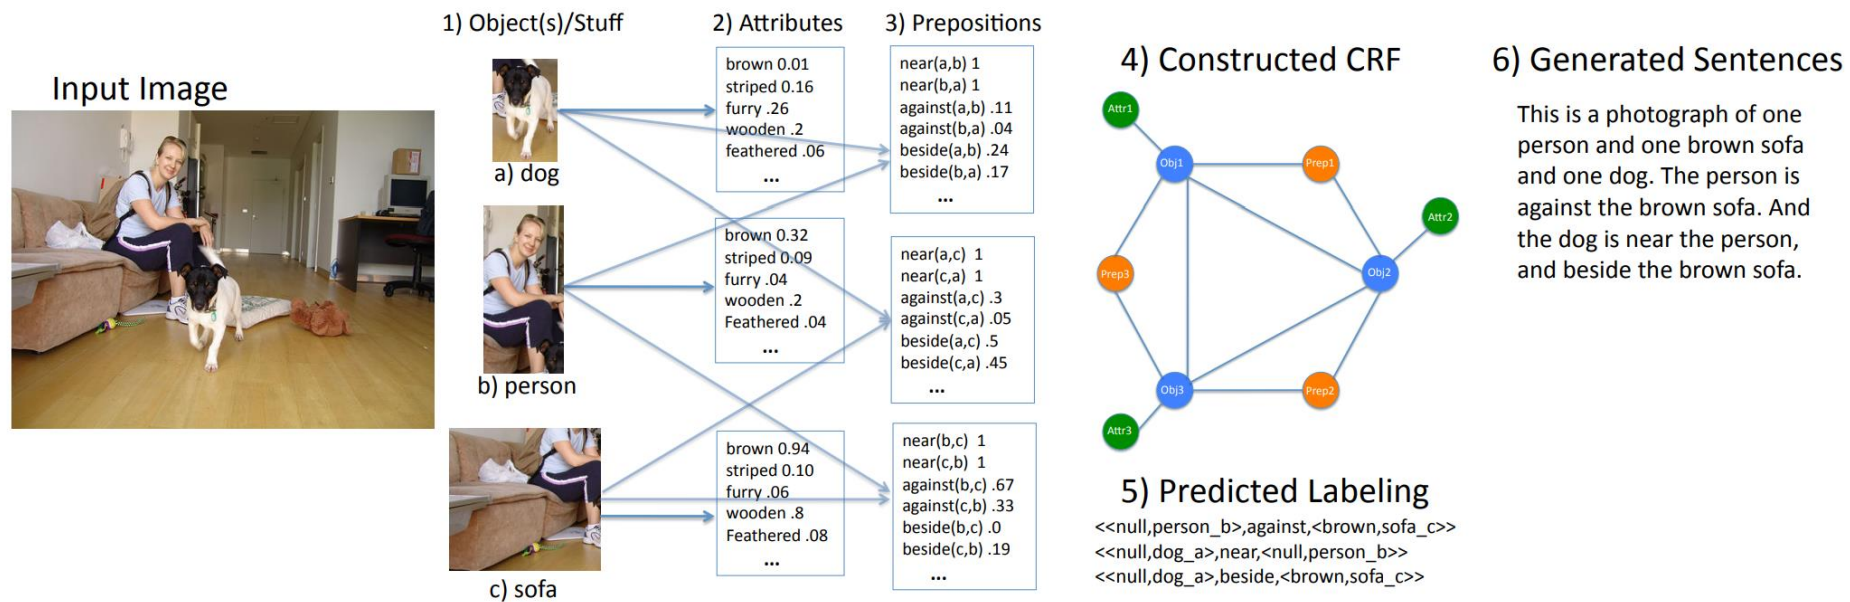 Input Image
1) Object(s)/Stuff
a) dog
b) person
c) sofa
2) Attributes
brown 0.01
striped 0.16
furry .26
wooden .2
feathered .06
...
brown 0.32
striped 0.09
furry .04
wooden .2
Feathered .04
...
brown 0.94
striped 0.10
furry .06
wooden .8
Feathered .08
...
3) Prepositions
near(a,b) 1
near(b,a) 1
against(a,b) .11
against(b,a) .04
beside(a,b) .24
beside(b,a) .17
...
near(a,c) 1
near(c,a) 1
against(a,c) .3
against(c,a) .05
beside(a,c) .5
beside(c,a) .45
...
near(b,c) 1
near(c,b) 1
against(b,c) .67
against(c,b) .33
beside(b,c) .0
beside(c,b) .19
...
4) Constructed CRF
Attr1
Obj1
Prep1
Attr2
Prep3
Obj2
Obj3
Prep2
Attr3
5) Predicted Labeling
<<null,person_b>,against,<brown,sofa_c>>
<<null,dog_a>,near,<null,person_b>>
<<null,dog_a>,beside,<brown,sofa_c>>
6) Generated Sentences
This is a photograph of one
person and one brown sofa
and one dog. The person is
against the brown sofa. And
the dog is near the person,
and beside the brown sofa.